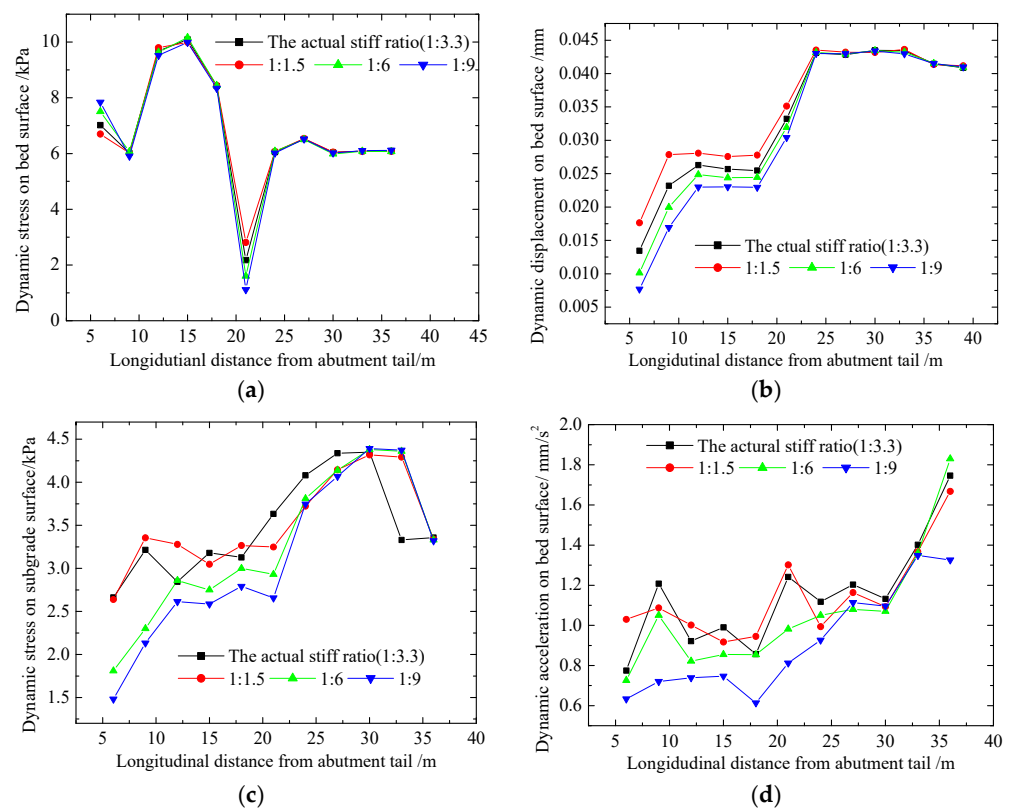 Dynamic stress on bed surface /kPa
10
8
6
4
2
0
The actual stiff ratio(1:3.3)
1:1.5 1:6 1:9
5 10 15 20 25 30 35 40 45
Longidutianl distance from abutment tail/m
(a)
Dynamic displacement on bed surface /mm
0.045
0.040
0.035
0.030
0.025
0.020
0.015
0.010
0.005
The ctual stiff ratio(1:3.3)
1:1.5 1:6 1:9
5 10 15 20 25 30 35 40
Longidutinal distance from abutment tail /m
(b)
Dynamic stress on subgrade surface/kPa
4.5
4.0
3.5
3.0
2.5
2.0
1.5
The actual stiff ratio(1:3.3)
1:1.5 1:6 1:9
5 10 15 20 25 30 35 40
Longitudinal distance from abutment tail /m
(c)
Dynamic acceleration on bed surface/ mm/s²
2.0
1.8
1.6
1.4
1.2
1.0
0.8
0.6
The actural stiff ratio(1:3.3)
1:1.5 1:6 1:9
5 10 15 20 25 30 35 40
Longidudinal distance from abutment tail /m
(d)